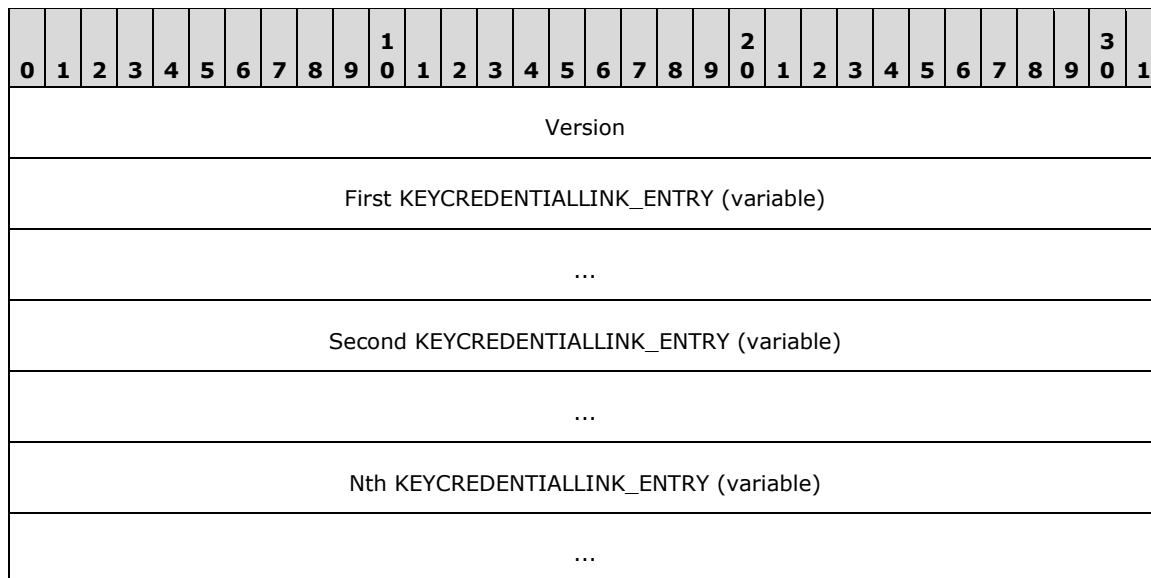 1 2 3
0 1 2 3 4 5 6 7 8 9 0 1 2 3 4 5 6 7 8 9 0 1 2 3 4 5 6 7 8 9 0 1
Version
First KEYCREDENTIALLINK_ENTRY (variable)
...
Second KEYCREDENTIALLINK_ENTRY (variable)
...
Nth KEYCREDENTIALLINK_ENTRY (variable)
...